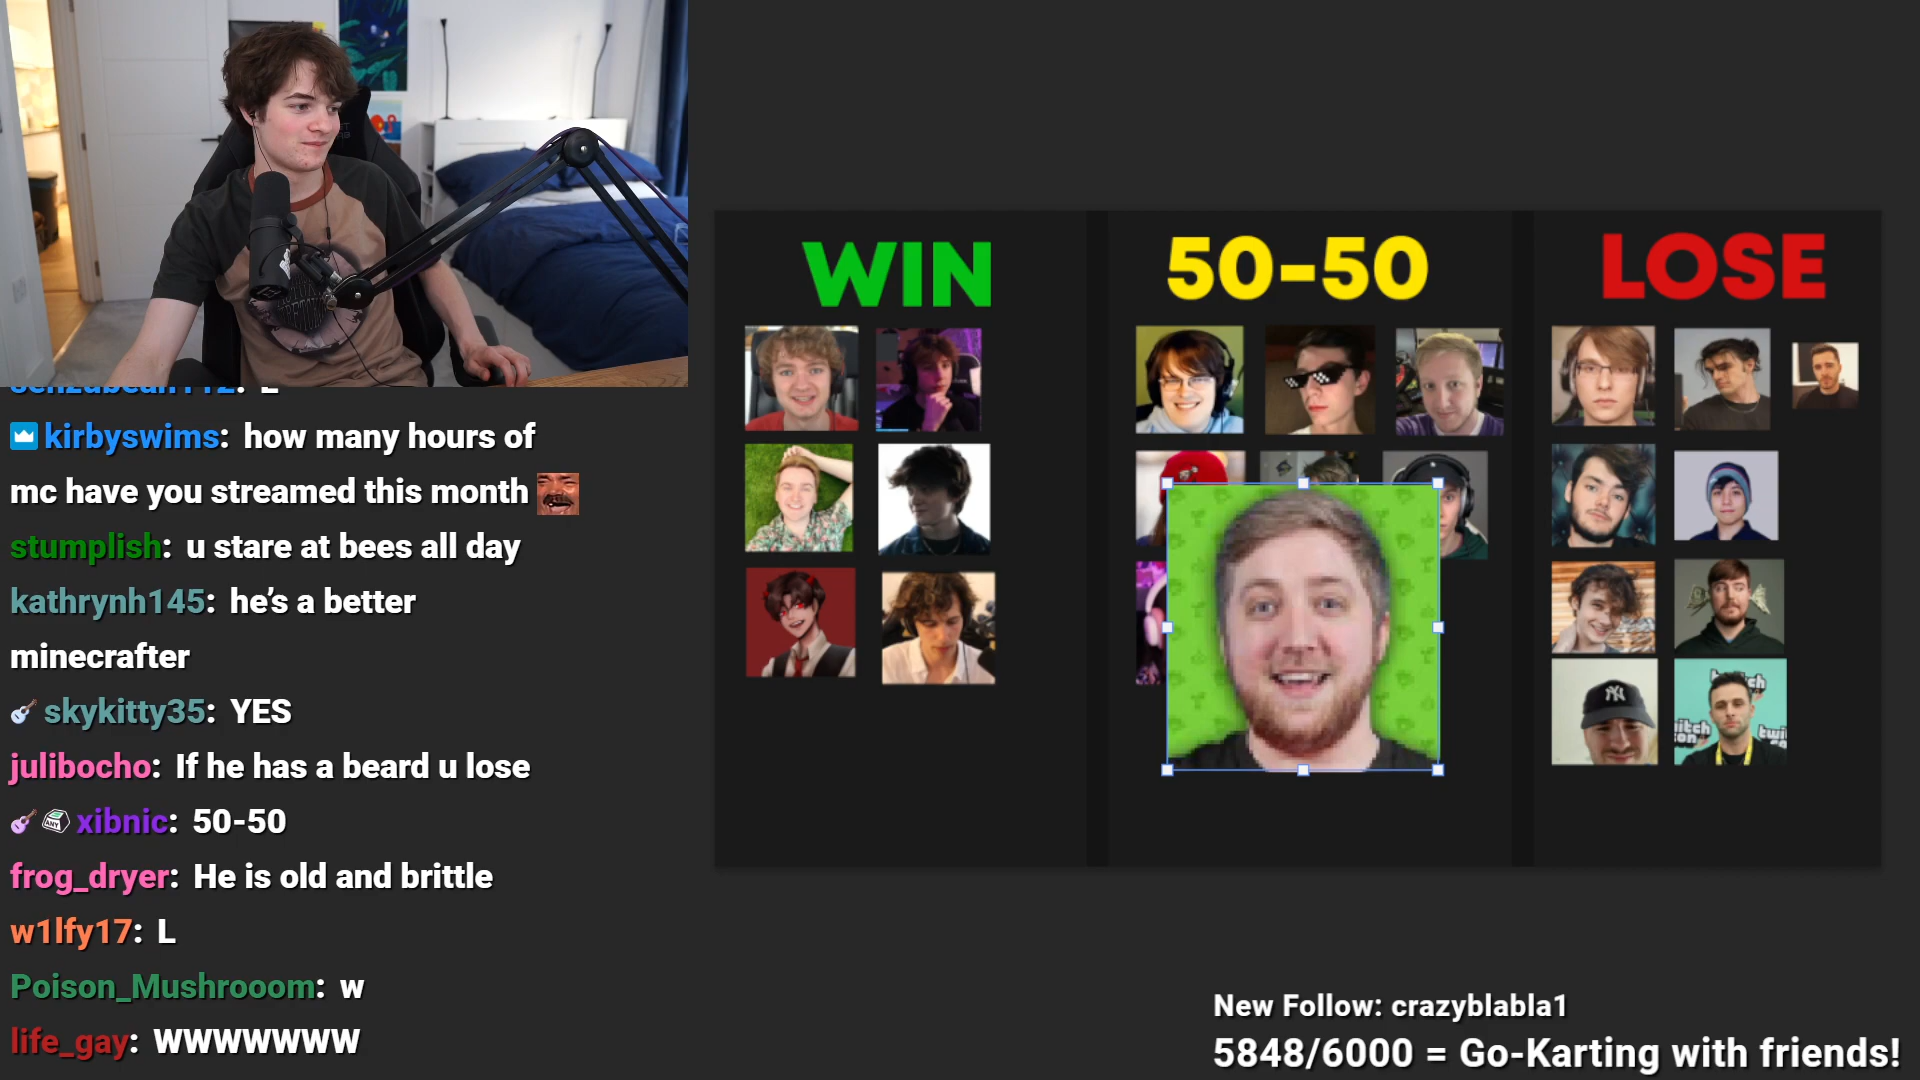 WIN
50-50
LOSE
kirbyswims: how many hours of
mc have you streamed this month
stumplish: u stare at bees all day
kathrynh145: he's a better
minecrafter
skykitty35: YES
julibocho: If he has a beard u lose
ANY
xibnic: 50-50
frog_dryer: He is old and brittle
w1lfy17: L
Poison_Mushrooom: w
life_gay: WWWWWWW
twitch
New Follow: crazyblabla1
5848/6000 = Go-Karting with friends!